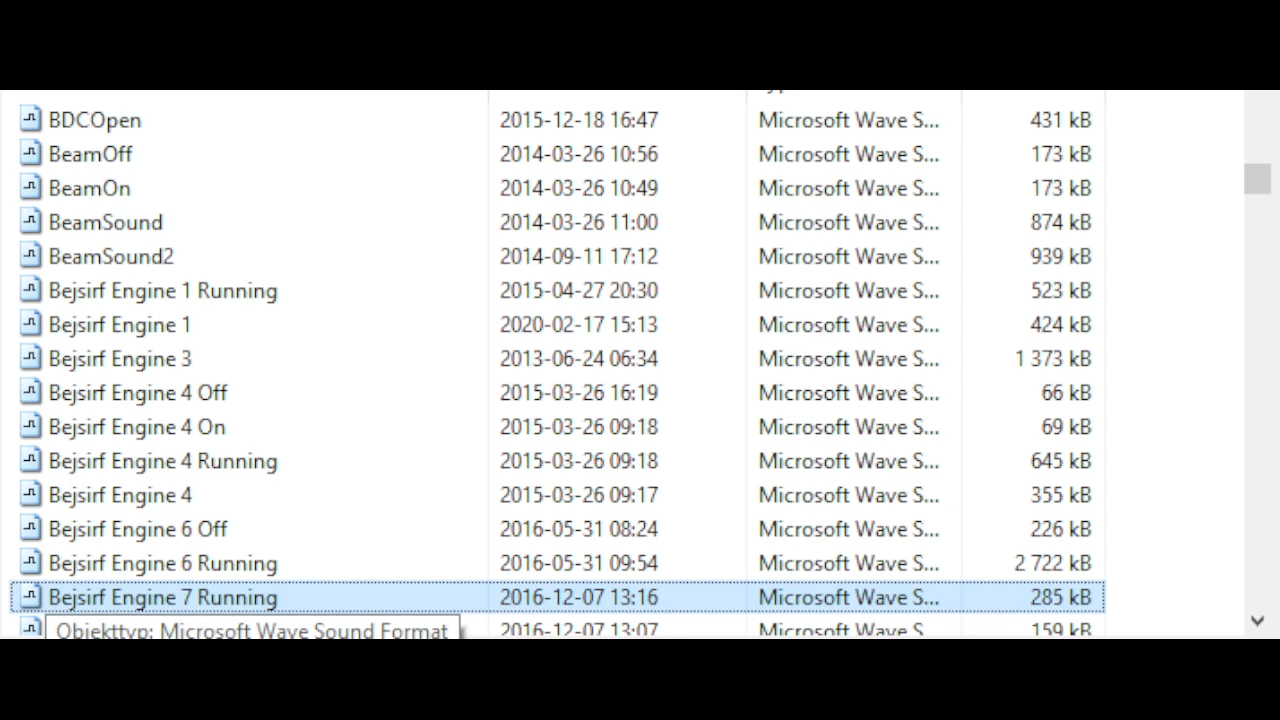 BDCOpen 2015-12-18 16:47 Microsoft Wave S... 431 kB
BeamOff 2014-03-26 10:56 Microsoft Wave S... 173 kB
BeamOn 2014-03-26 10:49 Microsoft Wave S... 173 kB
BeamSound 2014-03-26 11:00 Microsoft Wave S... 874 kB
BeamSound2 2014-09-11 17:12 Microsoft Wave S... 939 kB
Bejsirf Engine 1 Running 2015-04-27 20:30 Microsoft Wave S... 523 kB
Bejsirf Engine 1 2020-02-17 15:13 Microsoft Wave S... 424 kB
Bejsirf Engine 3 2013-06-24 06:34 Microsoft Wave S... 1 373 kB
Bejsirf Engine 4 Off 2015-03-26 16:19 Microsoft Wave S... 66 kB
Bejsirf Engine 4 On 2015-03-26 09:18 Microsoft Wave S... 69 kB
Bejsirf Engine 4 Running 2015-03-26 09:18 Microsoft Wave S... 645 kB
Bejsirf Engine 4 2015-03-26 09:17 Microsoft Wave S... 355 kB
Bejsirf Engine 6 Off 2016-05-31 08:24 Microsoft Wave S... 226 kB
Bejsirf Engine 6 Running 2016-05-31 09:54 Microsoft Wave S... 2 722 kB
Bejsirf Engine 7 Running 2016-12-07 13:16 Microsoft Wave S... 285 kB
Objekttyp: Microsoft Wave Sound Format 2016-12-07 13:07 Microsoft Wave S... 159 kB